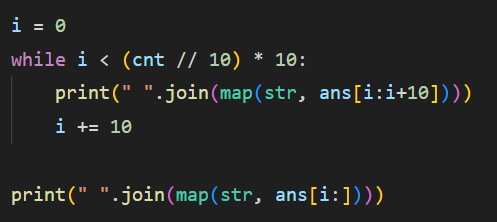 i = 0
while i < (cnt // 10) * 10:
    print(" ".join(map(str, ans[i:i+10])))
    i += 10

print(" ".join(map(str, ans[i:])))